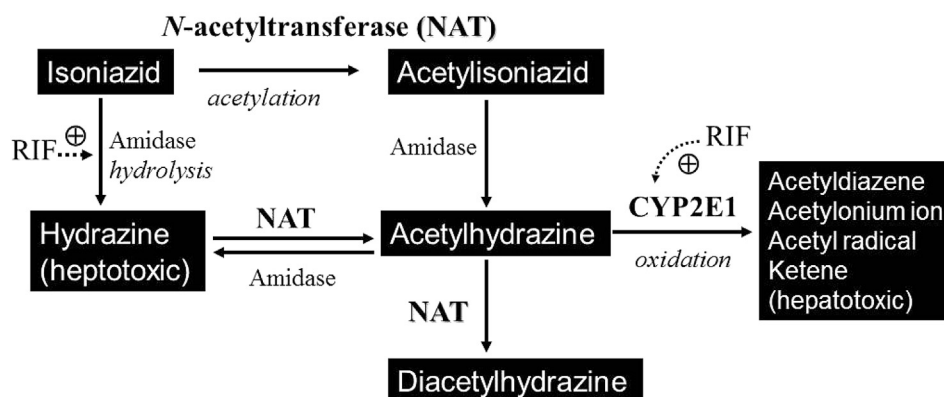 N-acetyltransferase (NAT)
Isoniazid
Acetylisoniazid
acetylation
RIF
⊕
Amidase
hydrolysis
Amidase
RIF
⊕
CYP2E1
oxidation
Hydrazine
(heptotoxic)
NAT
Amidase
Acetylhydrazine
Acetyldiazene
Acetylonium ion
Acetyl radical
Ketene
(hepatotoxic)
NAT
Diacetylhydrazine